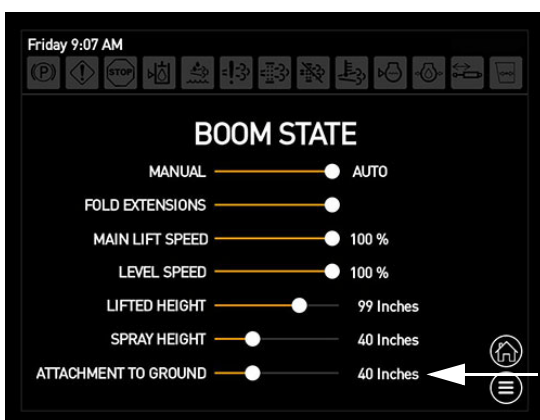 Friday 9:07 AM
(P) STOP
BOOM STATE
MANUAL AUTO
FOLD EXTENSIONS
MAIN LIFT SPEED 100 %
LEVEL SPEED 100 %
LIFTED HEIGHT 99 Inches
SPRAY HEIGHT 40 Inches
ATTACHMENT TO GROUND 40 Inches